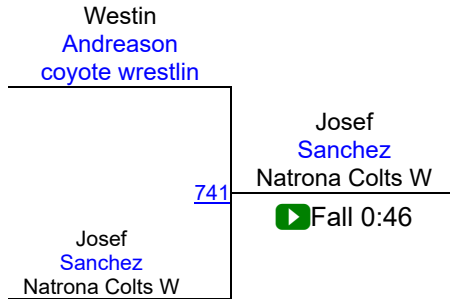 Westin
Andreason
coyote wrestlin
Josef
Sanchez
Natrona Colts W
741
Fall 0:46
Josef
Sanchez
Natrona Colts W